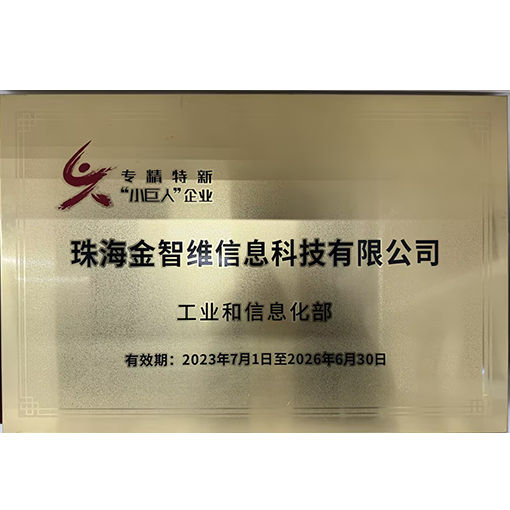 专精特新
“小巨人”企业
珠海金智维信息科技有限公司
工业和信息化部
有效期：2023年7月1日至2026年6月30日